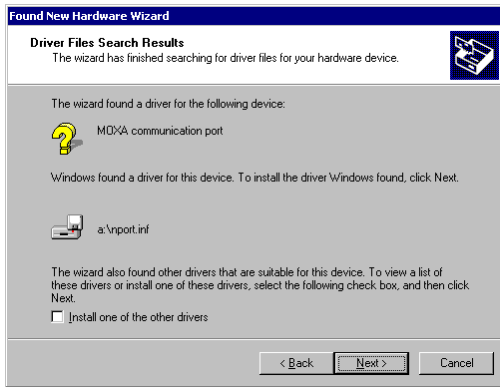 Found New Hardware Wizard
Driver Files Search Results
The wizard has finished searching for driver files for your hardware device.
The wizard found a driver for the following device:
MOXA communication port
Windows found a driver for this device. To install the driver Windows found, click Next.
a:\nport.inf
The wizard also found other drivers that are suitable for this device. To view a list of
these drivers or install one of these drivers, select the following check box, and then click
Next.
Install one of the other drivers
< Back Next > Cancel